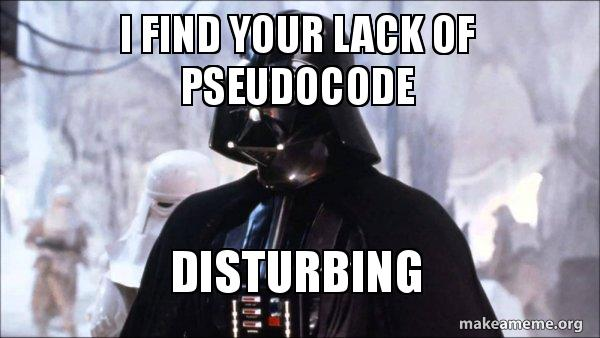 I FIND YOUR LACK OF
PSEUDOCODE
DISTURBING
makeameme.org